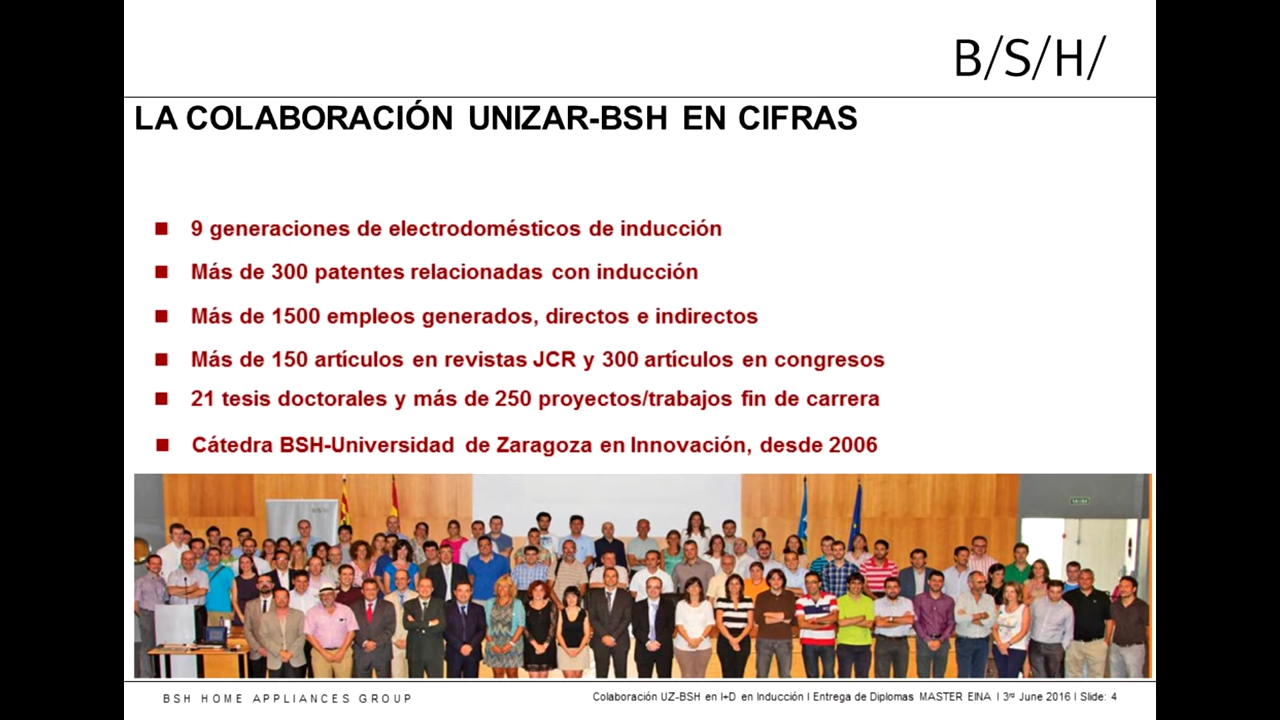 B/S/H/
LA COLABORACIÓN UNIZAR-BSH EN CIFRAS
9 generaciones de electrodomésticos de inducción
Más de 300 patentes relacionadas con inducción
Más de 1500 empleos generados, directos e indirectos
Más de 150 artículos en revistas JCR y 300 artículos en congresos
21 tesis doctorales y más de 250 proyectos/trabajos fin de carrera
Cátedra BSH-Universidad de Zaragoza en Innovación, desde 2006
B/S/H/
SALIDA
BSH HOME APPLIANCES GROUP
Colaboración UZ-BSH en I+D en Inducción I Entrega de Diplomas MASTER EINA I 3rd June 2016 I Slide: 4